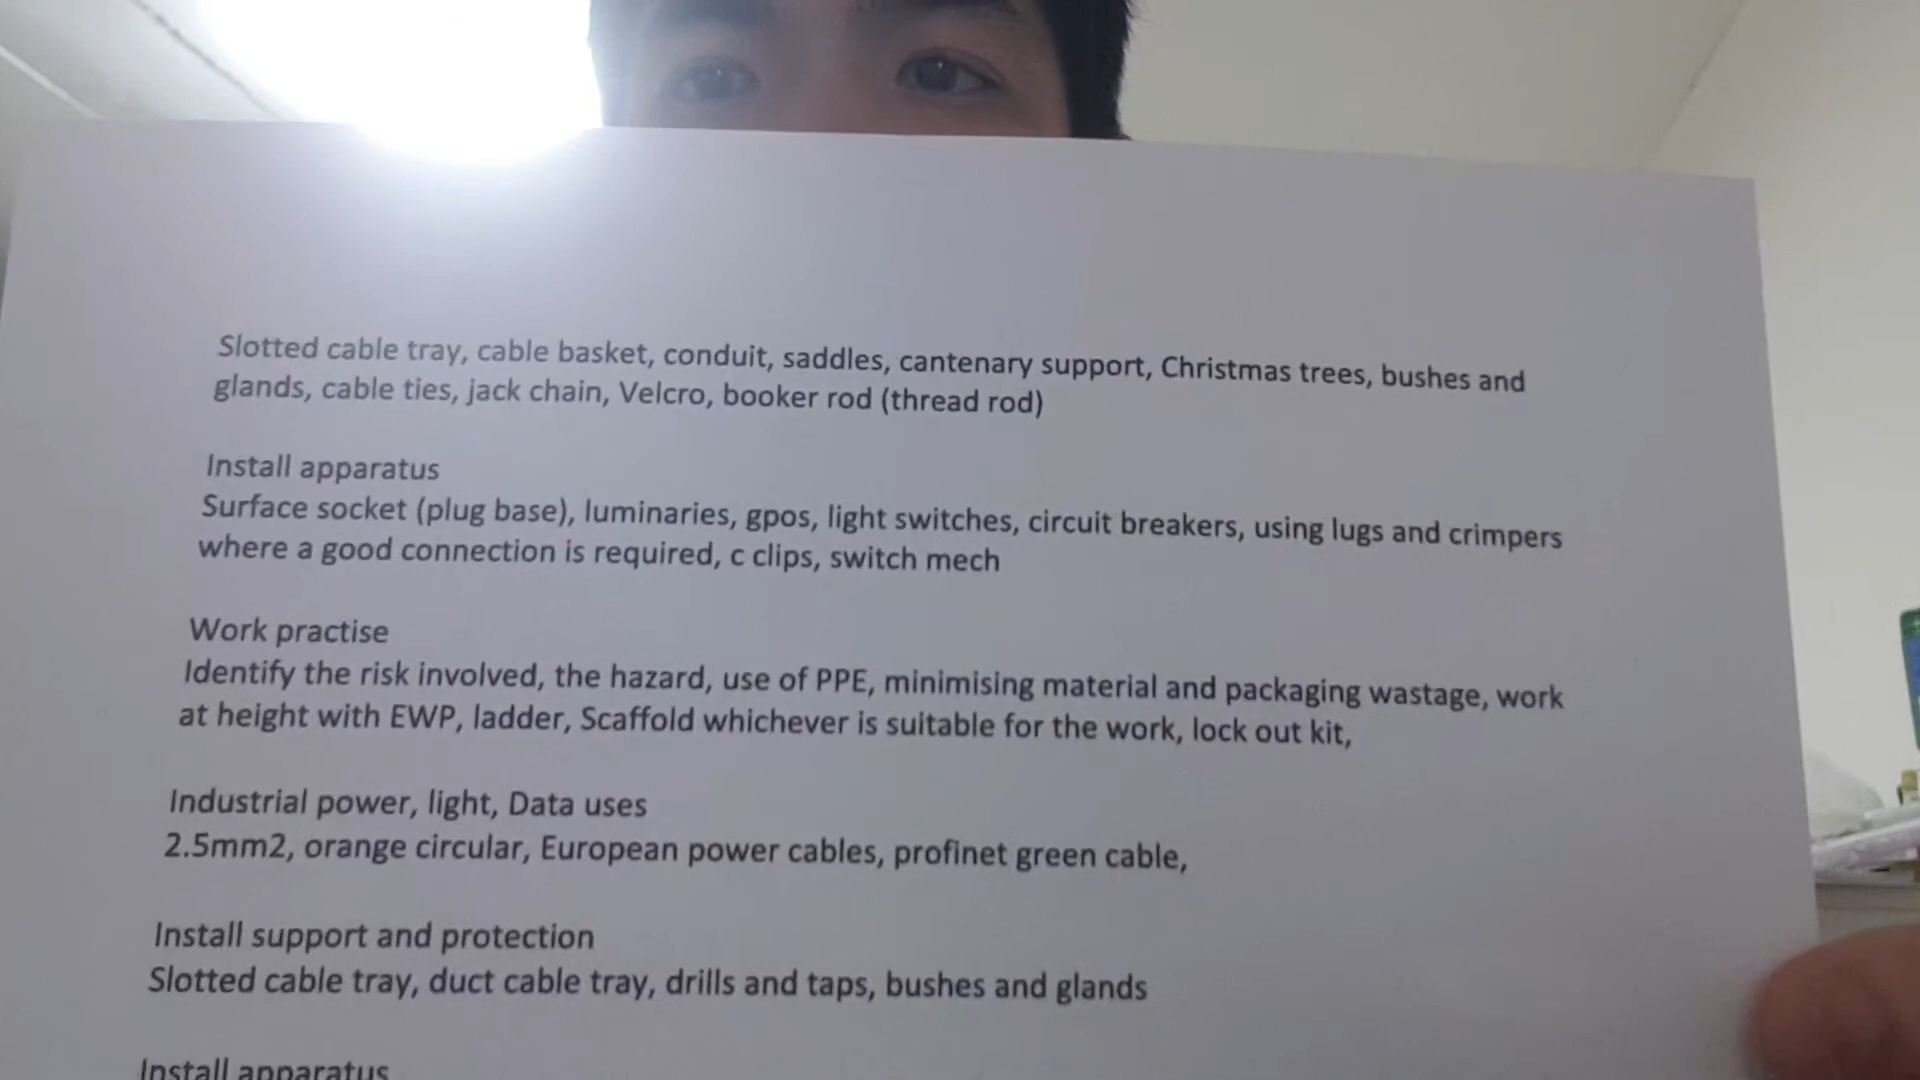 Slotted cable tray, cable basket, conduit, saddles, cantenary support, Christmas trees, bushes and
glands, cable ties, jack chain, Velcro, booker rod (thread rod)
Install apparatus
Surface socket (plug base), luminaries, gpos, light switches, circuit breakers, using lugs and crimpers
where a good connection is required, c clips, switch mech
Work practise
Identify the risk involved, the hazard, use of PPE, minimising material and packaging wastage, work
at height with EWP, ladder, Scaffold whichever is suitable for the work, lock out kit,
Industrial power, light, Data uses
2.5mm2, orange circular, European power cables, profinet green cable,
Install support and protection
Slotted cable tray, duct cable tray, drills and taps, bushes and glands
Install apparatus